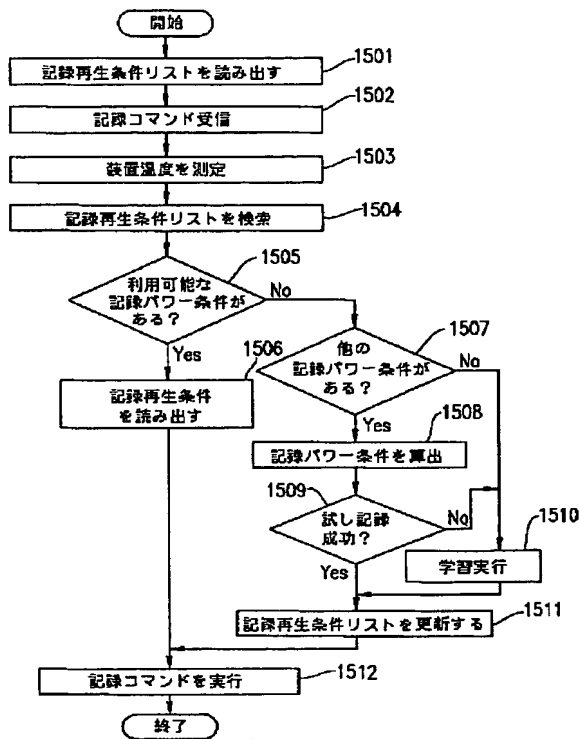 開始
記録再生条件リストを読み出す
1501
記録コマンド受信
1502
装置温度を測定
1503
記録再生条件リストを検索
1504
利用可能な
記録パワー条件が
ある?
1505
No
Yes
記録再生条件
を読み出す
1506
他の
記録パワー条件が
ある?
1507
No
Yes
記録パワー条件を算出
1508
試し記録
成功?
1509
No
Yes
学習実行
1510
記録再生条件リストを更新する
1511
記録コマンドを実行
1512
終了